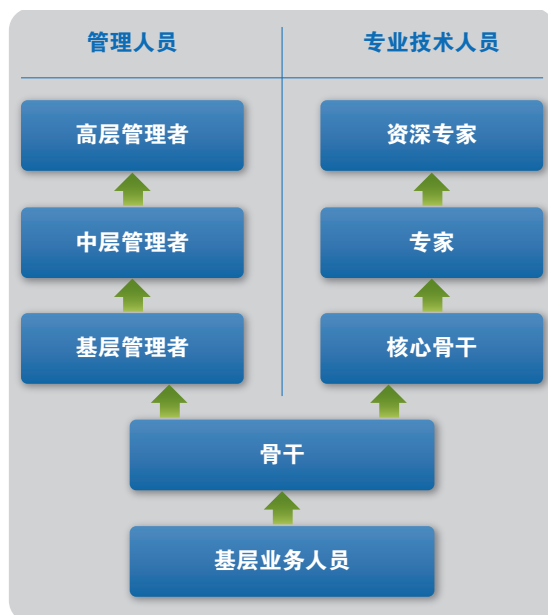 管理人员
专业技术人员
高层管理者
资深专家
中层管理者
专家
基层管理者
核心骨干
骨干
基层业务人员